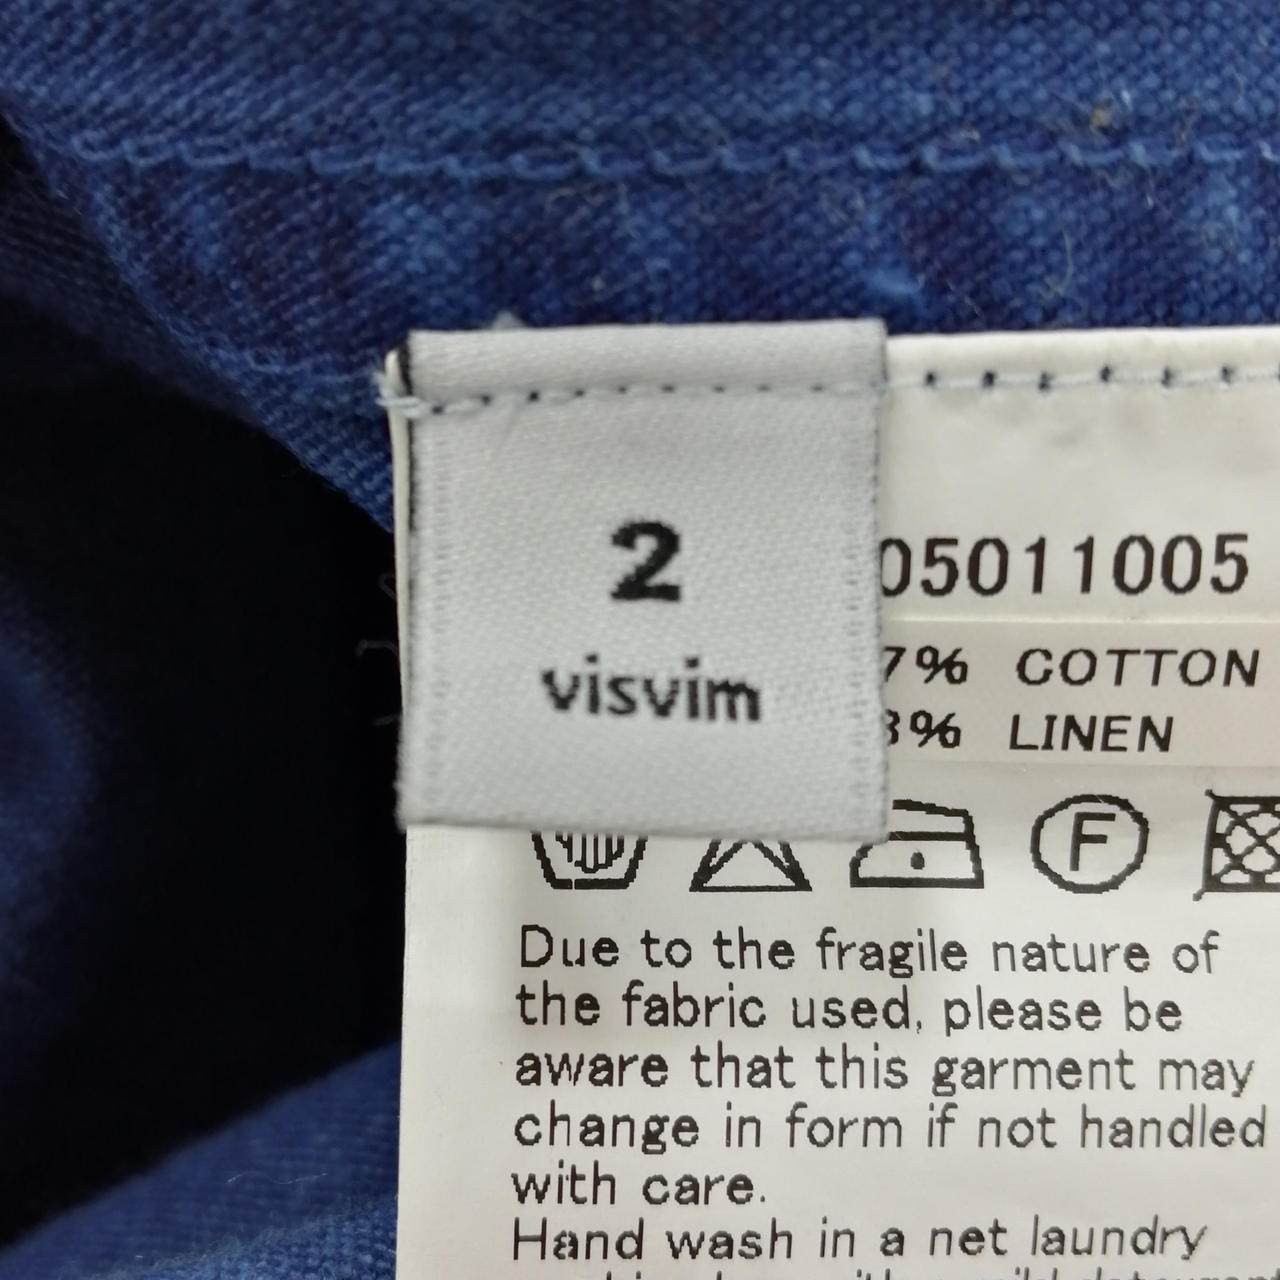 2
visvim
05011005
7% COTTON
3% LINEN
F
Due to the fragile nature of
the fabric used, please be
aware that this garment may
change in form if not handled
with care.
Hand wash in a net laundry